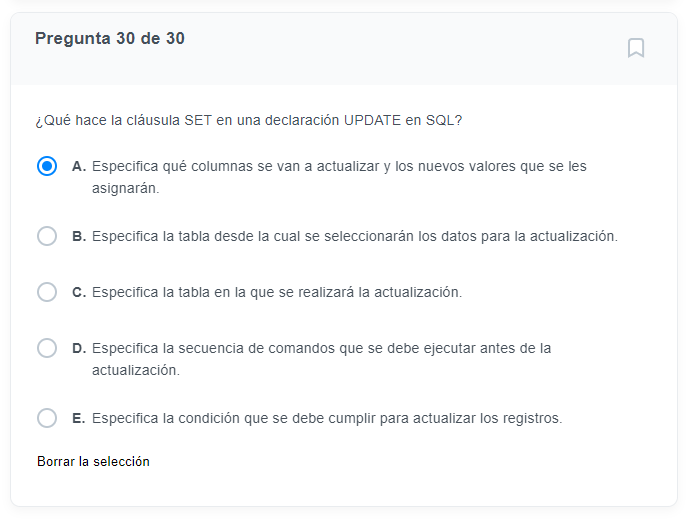 Pregunta 30 de 30
¿Qué hace la cláusula SET en una declaración UPDATE en SQL?
A. Especifica qué columnas se van a actualizar y los nuevos valores que se les
asignarán.
B. Especifica la tabla desde la cual se seleccionarán los datos para la actualización.
C. Especifica la tabla en la que se realizará la actualización.
D. Especifica la secuencia de comandos que se debe ejecutar antes de la
actualización.
E. Especifica la condición que se debe cumplir para actualizar los registros.
Borrar la selección